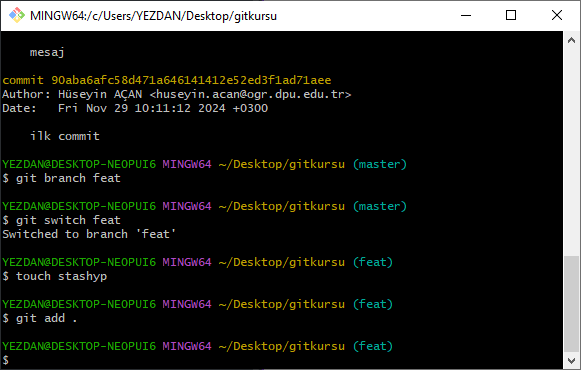 MINGW64:/c/Users/YEZDAN/Desktop/gitkursu
mesaj
commit 90aba6afc58d471a646141412e52ed3f1ad71aee
Author: Hüseyin AÇAN <huseyin.acan@ogr.dpu.edu.tr>
Date:   Fri Nov 29 10:11:12 2024 +0300
ilk commit
YEZDAN@DESKTOP-NEOPUI6 MINGW64 ~/Desktop/gitkursu (master)
$ git branch feat
YEZDAN@DESKTOP-NEOPUI6 MINGW64 ~/Desktop/gitkursu (master)
$ git switch feat
Switched to branch 'feat'
YEZDAN@DESKTOP-NEOPUI6 MINGW64 ~/Desktop/gitkursu (feat)
$ touch stashyp
YEZDAN@DESKTOP-NEOPUI6 MINGW64 ~/Desktop/gitkursu (feat)
$ git add .
YEZDAN@DESKTOP-NEOPUI6 MINGW64 ~/Desktop/gitkursu (feat)
$